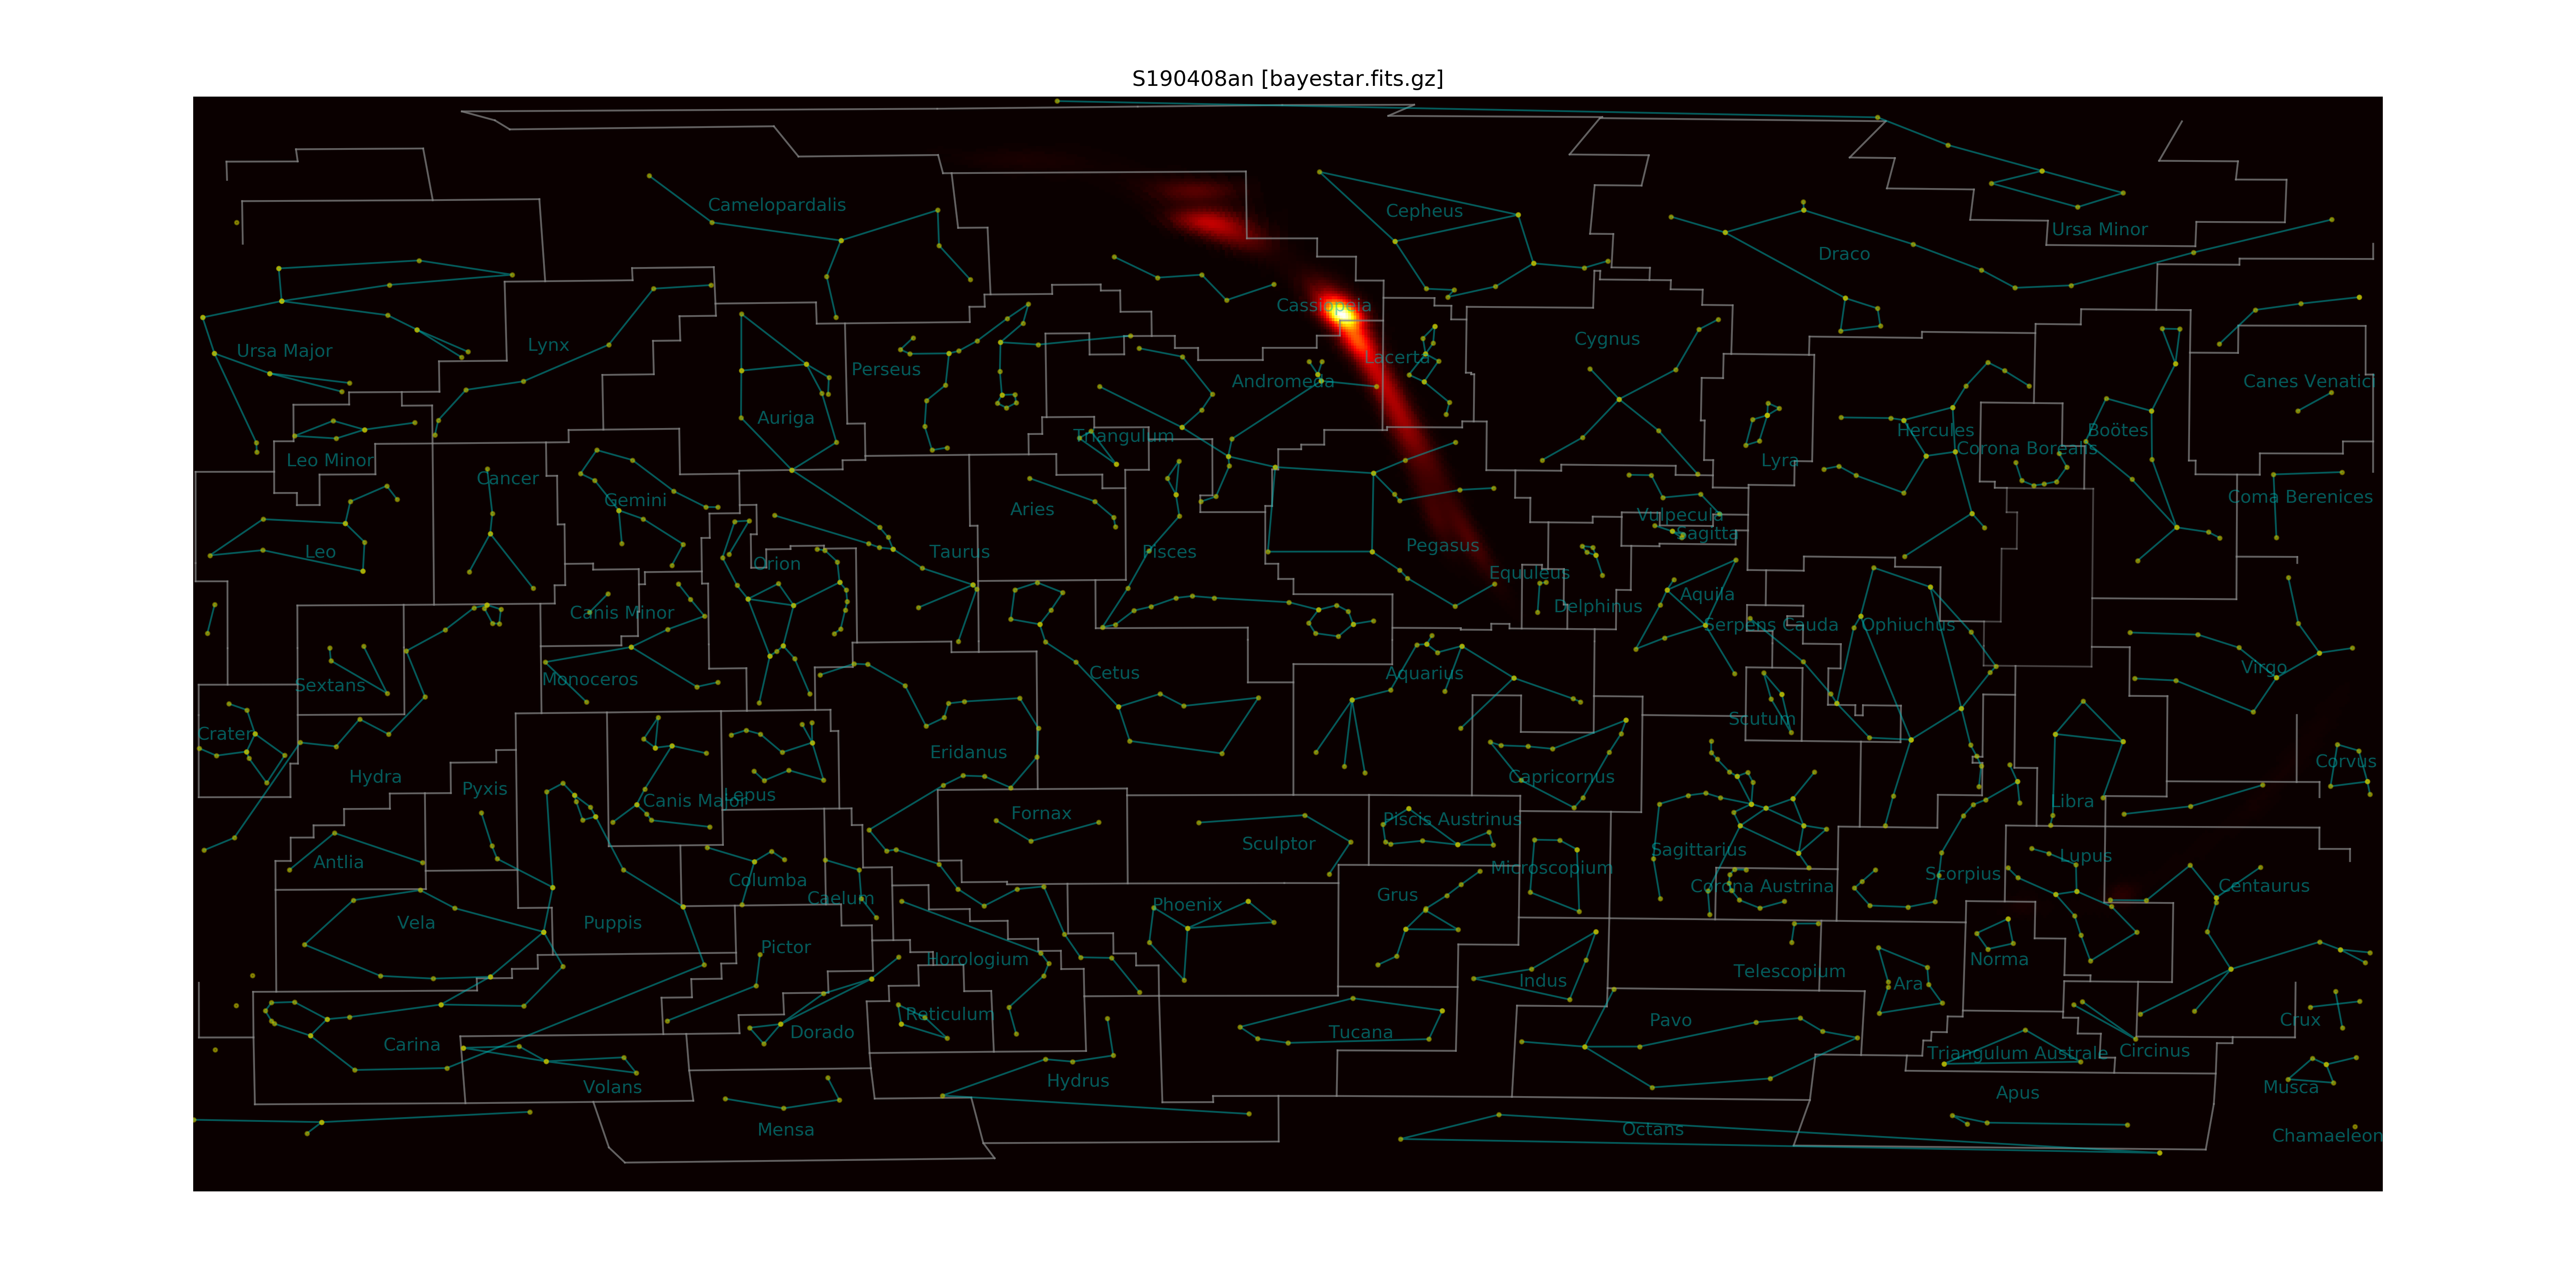 S190408an [bayestar.fits.gz]
Camelopardalis
Cepheus
Ursa Minor
Draco
Cassiopeia
Ursa Major
Lynx
Perseus
Cygnus
Lacerta
Andromeda
Canes Venatici
Auriga
Triangulum
Hercules
Boötes
Corona Borealis
Leo Minor
Lyra
Cancer
Gemini
Coma Berenices
Aries
Vulpecula
Sagitta
Leo
Taurus
Pisces
Pegasus
Orion
Equuleus
Canis Minor
Delphinus
Aquila
Serpens Cauda
Ophiuchus
Virgo
Sextans
Monoceros
Cetus
Aquarius
Crater
Scutum
Eridanus
Corvus
Hydra
Capricornus
Pyxis
Canis Major
Lepus
Libra
Fornax
Piscis Austrinus
Sculptor
Sagittarius
Lupus
Antlia
Microscopium
Columba
Scorpius
Corona Austrina
Centaurus
Caelum
Grus
Phoenix
Vela
Puppis
Pictor
Horologium
Norma
Telescopium
Indus
Ara
Reticulum
Pavo
Crux
Dorado
Tucana
Carina
Triangulum Australe
Circinus
Volans
Hydrus
Musca
Apus
Mensa
Octans
Chamaeleon